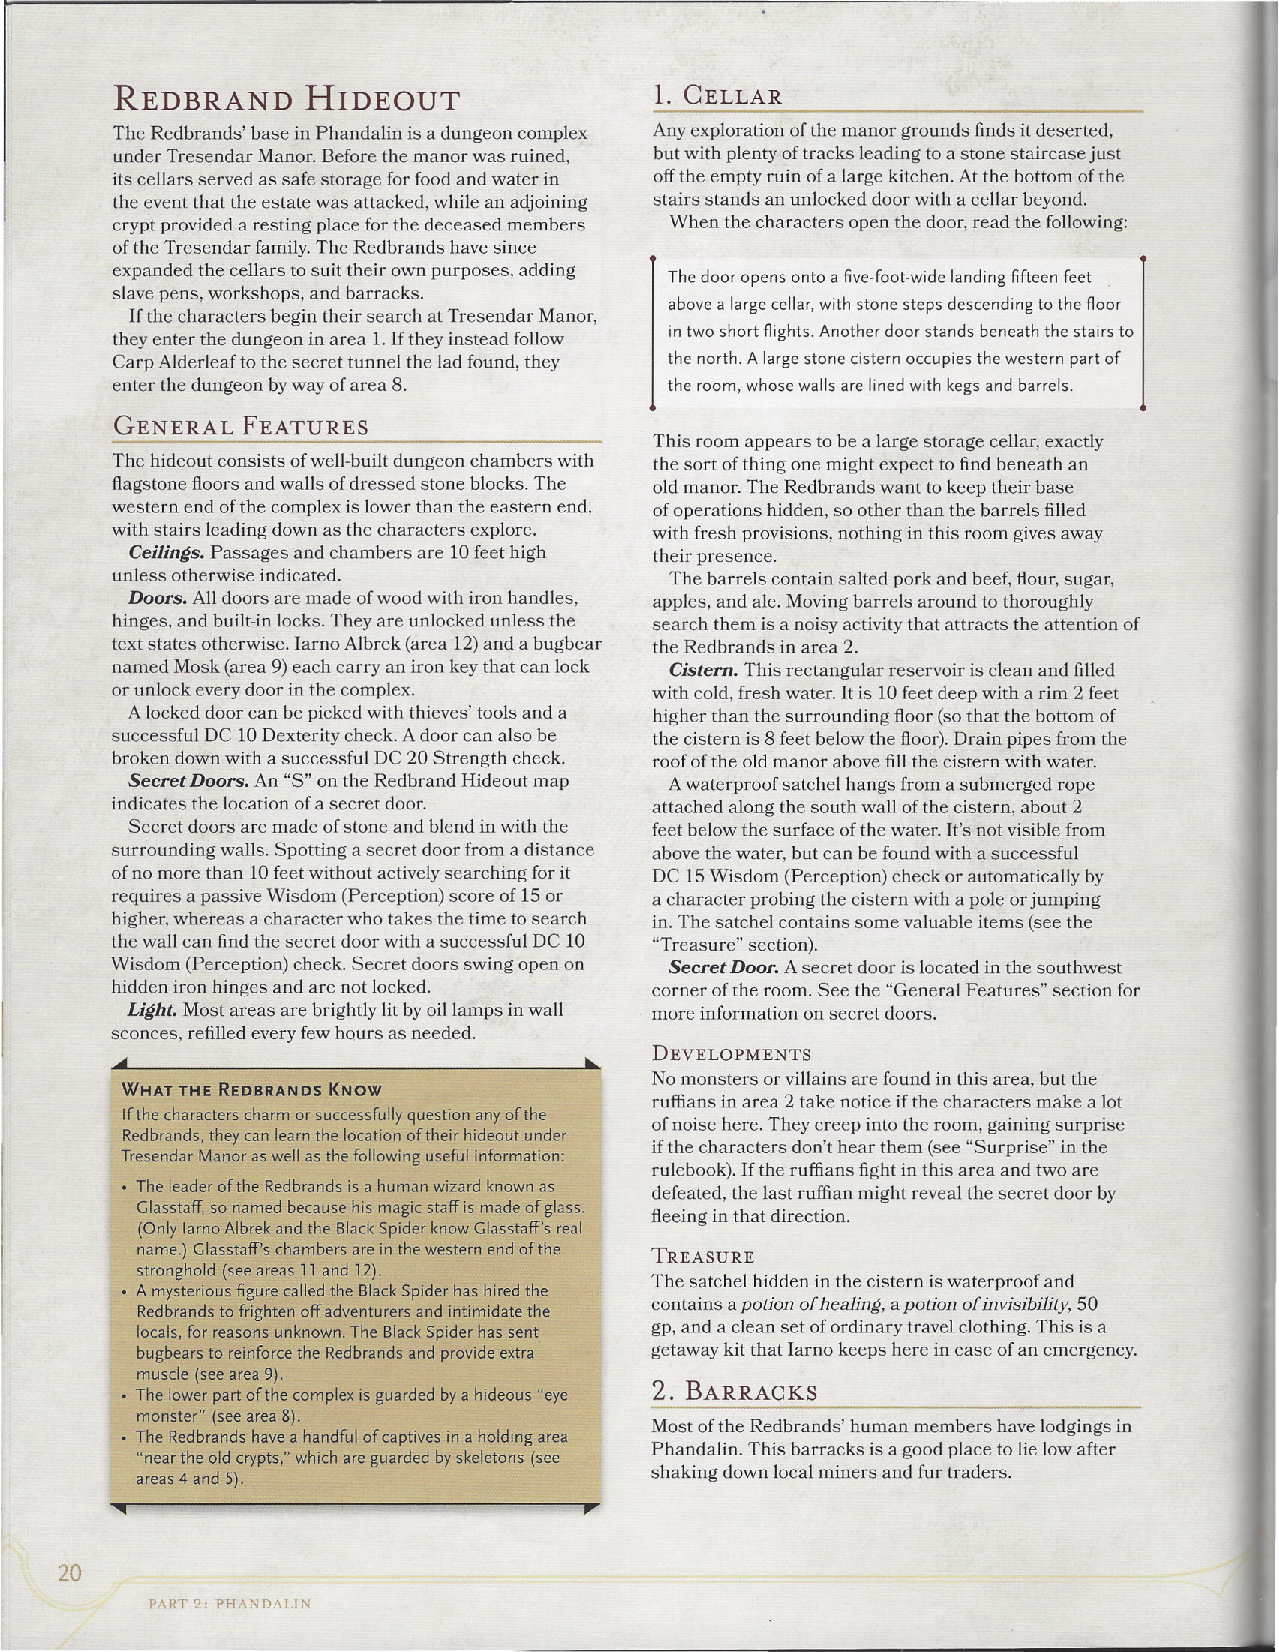 REDBRAND HIDEOUT
The Redbrands' base in Phandalin is a dungeon complex
under Tresendar Manor. Before the manor was ruined,
its cellars served as safe storage for food and water in
the event that the estate was attacked, while an adjoining
crypt provided a resting place for the deceased members
of the Tresendar family. The Redbrands have since
expanded the cellars to suit their own purposes, adding
slave pens, workshops, and barracks.
If the characters begin their search at Tresendar Manor,
they enter the dungeon in area 1. If they instead follow
Carp Alderleaf to the secret tunnel the lad found, they
enter the dungeon by way of area 8.
GENERAL FEATURES
The hideout consists of well-built dungeon chambers with
flagstone floors and walls of dressed stone blocks. The
western end of the complex is lower than the eastern end,
with stairs leading down as the characters explore.
Ceilings. Passages and chambers are 10 feet high
unless otherwise indicated.
Doors. All doors are made of wood with iron handles,
hinges, and built-in locks. They are unlocked unless the
text states otherwise. Iarno Albrek (area 12) and a bugbear
named Mosk (area 9) each carry an iron key that can lock
or unlock every door in the complex.
A locked door can be picked with thieves' tools and a
successful DC 10 Dexterity check. A door can also be
broken down with a successful DC 20 Strength check.
Secret Doors. An "S" on the Redbrand Hideout map
indicates the location of a secret door.
Secret doors are made of stone and blend in with the
surrounding walls. Spotting a secret door from a distance
of no more than 10 feet without actively searching for it
requires a passive Wisdom (Perception) score of 15 or
higher, whereas a character who takes the time to search
the wall can find the secret door with a successful DC 10
Wisdom (Perception) check. Secret doors swing open on
hidden iron hinges and are not locked.
Light. Most areas are brightly lit by oil lamps in wall
sconces, refilled every few hours as needed.
WHAT THE REDBRANDS KNOW
If the characters charm or successfully question any of the
Redbrands, they can learn the location of their hideout under
Tresendar Manor as well as the following useful information:
• The leader of the Redbrands is a human wizard known as
Glasstaff, so named because his magic staff is made of glass.
(Only Iarno Albrek and the Black Spider know Glasstaff's real
name.) Glasstaff's chambers are in the western end of the
stronghold (see areas 11 and 12).
• A mysterious figure called the Black Spider has hired the
Redbrands to frighten off adventurers and intimidate the
locals, for reasons unknown. The Black Spider has sent
bugbears to reinforce the Redbrands and provide extra
muscle (see area 9).
• The lower part of the complex is guarded by a hideous "eye
monster" (see area 8).
• The Redbrands have a handful of captives in a holding area
"near the old crypts," which are guarded by skeletons (see
areas 4 and 5).
1. CELLAR
Any exploration of the manor grounds finds it deserted,
but with plenty of tracks leading to a stone staircase just
off the empty ruin of a large kitchen. At the bottom of the
stairs stands an unlocked door with a cellar beyond.
When the characters open the door, read the following:
The door opens onto a five-foot-wide landing fifteen feet
above a large cellar, with stone steps descending to the floor
in two short flights. Another door stands beneath the stairs to
the north. A large stone cistern occupies the western part of
the room, whose walls are lined with kegs and barrels.
This room appears to be a large storage cellar, exactly
the sort of thing one might expect to find beneath an
old manor. The Redbrands want to keep their base
of operations hidden, so other than the barrels filled
with fresh provisions, nothing in this room gives away
their presence.
The barrels contain salted pork and beef, flour, sugar,
apples, and ale. Moving barrels around to thoroughly
search them is a noisy activity that attracts the attention of
the Redbrands in area 2.
Cistern. This rectangular reservoir is clean and filled
with cold, fresh water. It is 10 feet deep with a rim 2 feet
higher than the surrounding floor (so that the bottom of
the cistern is 8 feet below the floor). Drain pipes from the
roof of the old manor above fill the cistern with water.
A waterproof satchel hangs from a submerged rope
attached along the south wall of the cistern, about 2
feet below the surface of the water. It's not visible from
above the water, but can be found with a successful
DC 15 Wisdom (Perception) check or automatically by
a character probing the cistern with a pole or jumping
in. The satchel contains some valuable items (see the
"Treasure" section).
Secret Door. A secret door is located in the southwest
corner of the room. See the "General Features" section for
more information on secret doors.
DEVELOPMENTS
No monsters or villains are found in this area, but the
ruffians in area 2 take notice if the characters make a lot
of noise here. They creep into the room, gaining surprise
if the characters don't hear them (see "Surprise" in the
rulebook). If the ruffians fight in this area and two are
defeated, the last ruffian might reveal the secret door by
fleeing in that direction.
TREASURE
The satchel hidden in the cistern is waterproof and
contains a potion of healing, a potion of invisibility, 50
gp, and a clean set of ordinary travel clothing. This is a
getaway kit that Iarno keeps here in case of an emergency.
2. BARRACKS
Most of the Redbrands' human members have lodgings in
Phandalin. This barracks is a good place to lie low after
shaking down local miners and fur traders.
20
PART 2: PHANDALIN